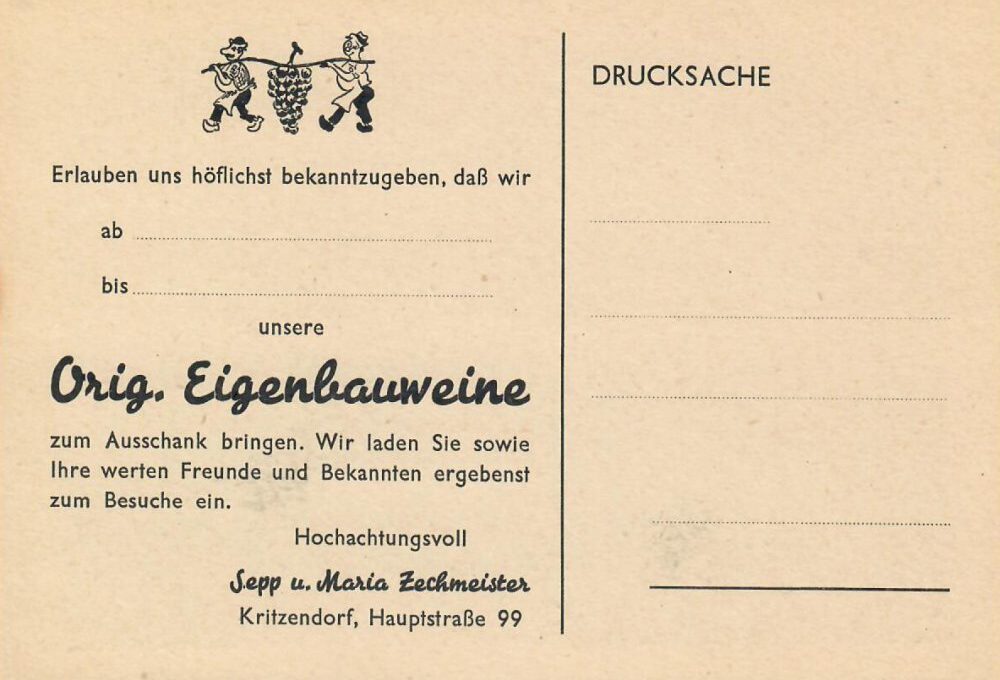 Erlauben uns höflichst bekanntzugeben, daß wir
ab
bis
unsere
Orig. Eigenbauweine
zum Ausschank bringen. Wir laden Sie sowie
Ihre werten Freunde und Bekannten ergebenst
zum Besuche ein.
Hochachtungsvoll
Sepp u. Maria Zechmeister
Kritzendorf, Hauptstraße 99
DRUCKSACHE